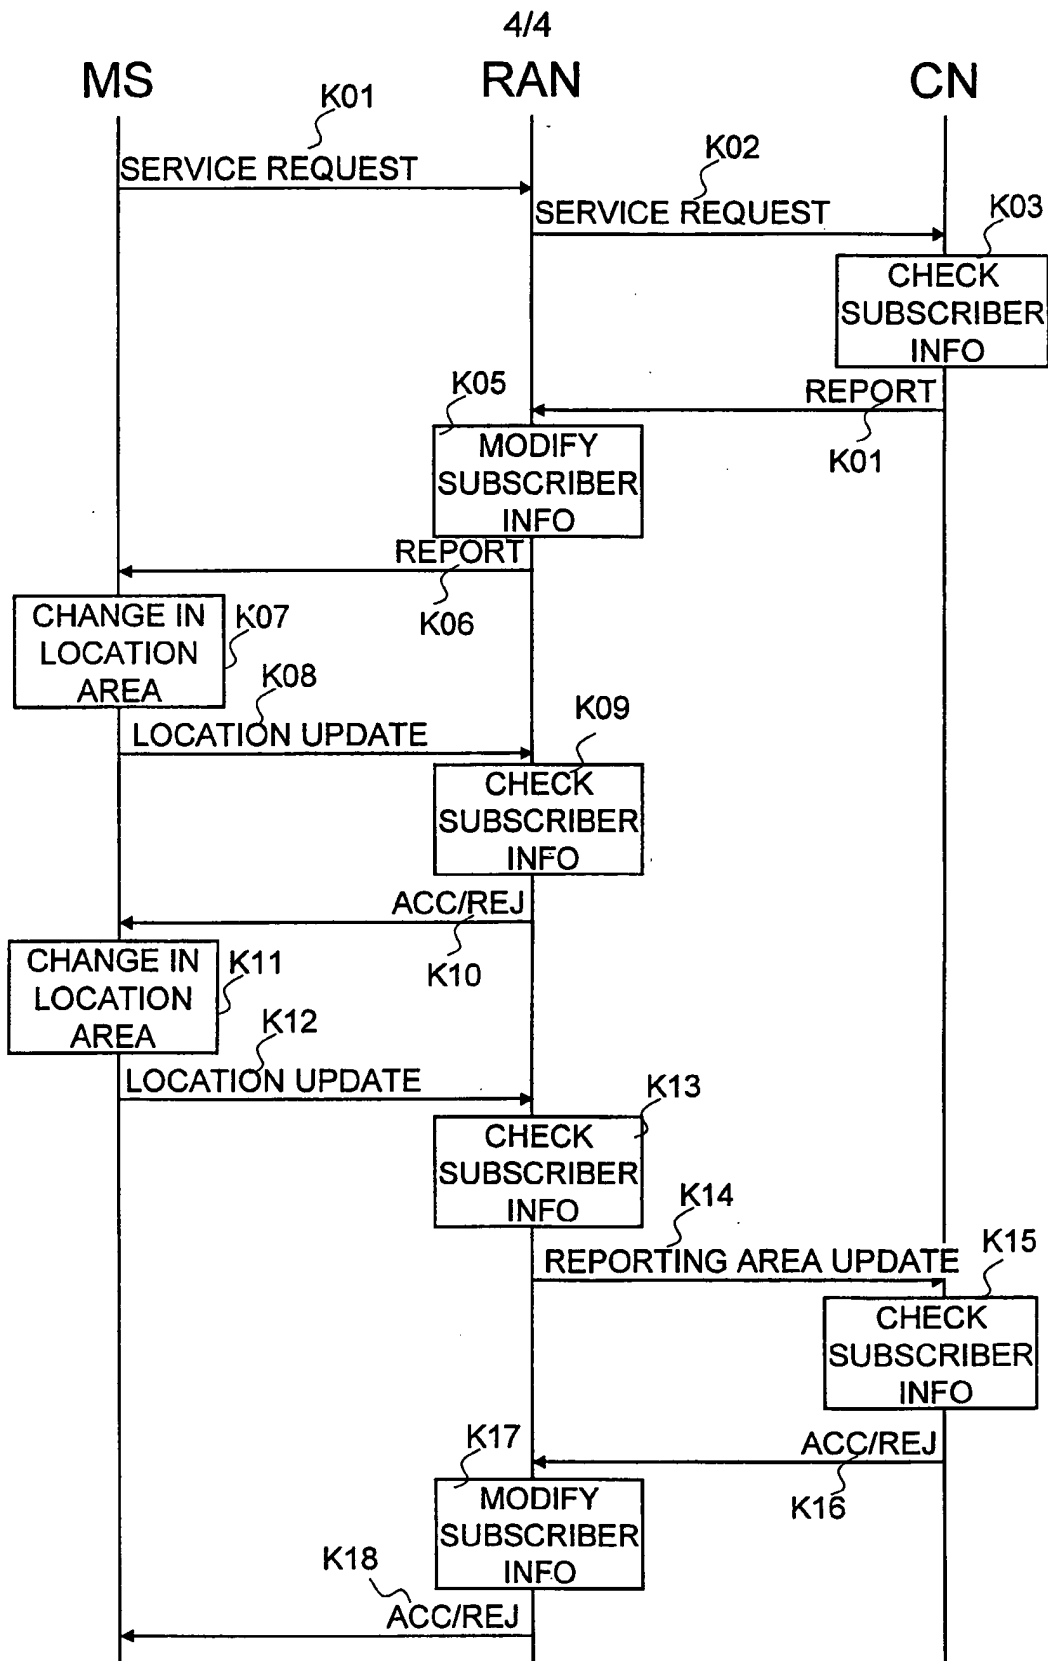 4/4
MS RAN CN
K01
SERVICE REQUEST
K02
SERVICE REQUEST
K03
CHECK
SUBSCRIBER
INFO
REPORT
K01
K05
MODIFY
SUBSCRIBER
INFO
REPORT
K06
CHANGE IN
LOCATION
AREA
K07
K08
LOCATION UPDATE
K09
CHECK
SUBSCRIBER
INFO
ACC/REJ
K10
CHANGE IN
LOCATION
AREA
K11
K12
LOCATION UPDATE
K13
CHECK
SUBSCRIBER
INFO
K14
REPORTING AREA UPDATE
K15
CHECK
SUBSCRIBER
INFO
ACC/REJ
K16
K17
MODIFY
SUBSCRIBER
INFO
K18
ACC/REJ